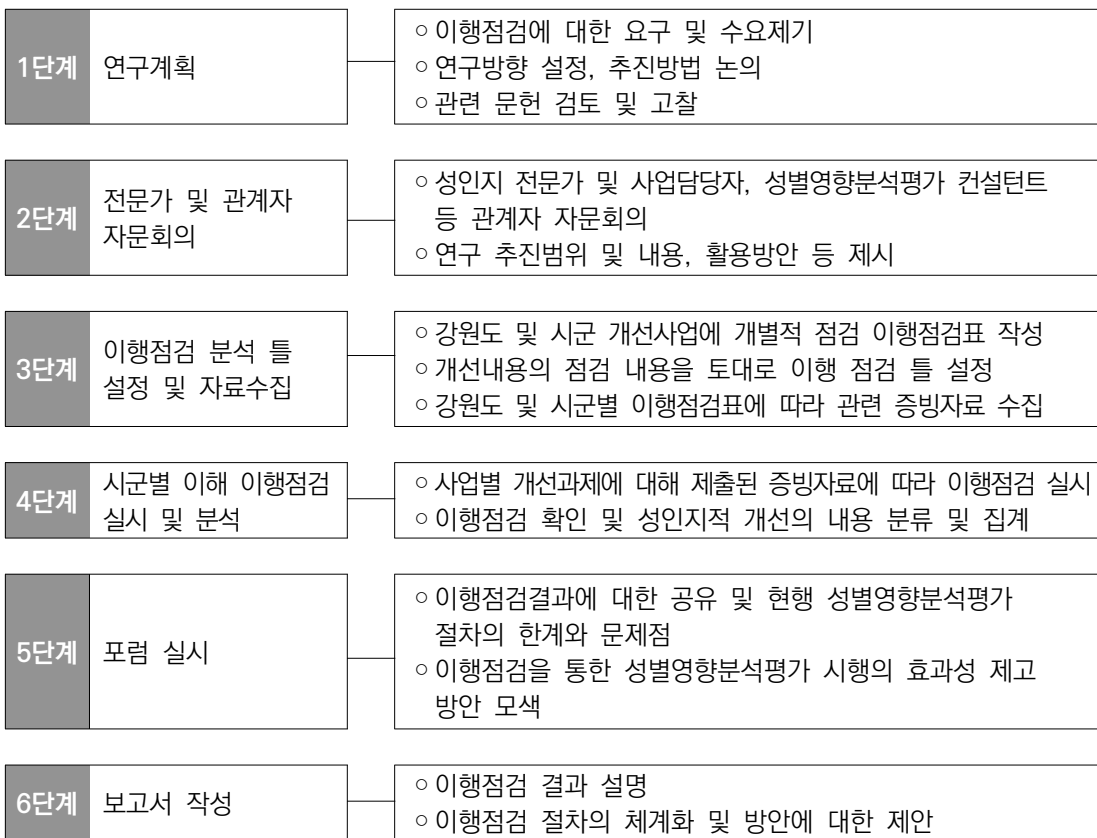 1단계 연구계획
○ 이행점검에 대한 요구 및 수요제기
○ 연구방향 설정, 추진방법 논의
○ 관련 문헌 검토 및 고찰
2단계
전문가 및 관계자
자문회의
○ 성인지 전문가 및 사업담당자, 성별영향분석평가 컨설턴트
등 관계자 자문회의
○ 연구 추진범위 및 내용, 활용방안 등 제시
3단계
이행점검 분석 틀
설정 및 자료수집
○ 강원도 및 시군 개선사업에 개별적 점검 이행점검표 작성
○ 개선내용의 점검 내용을 토대로 이행 점검 틀 설정
○ 강원도 및 시군별 이행점검표에 따라 관련 증빙자료 수집
4단계
시군별 이해 이행점검
실시 및 분석
○ 사업별 개선과제에 대해 제출된 증빙자료에 따라 이행점검 실시
○ 이행점검 확인 및 성인지적 개선의 내용 분류 및 집계
5단계 포럼 실시
○ 이행점검결과에 대한 공유 및 현행 성별영향분석평가
절차의 한계와 문제점
○ 이행점검을 통한 성별영향분석평가 시행의 효과성 제고
방안 모색
6단계 보고서 작성
○ 이행점검 결과 설명
○ 이행점검 절차의 체계화 및 방안에 대한 제안